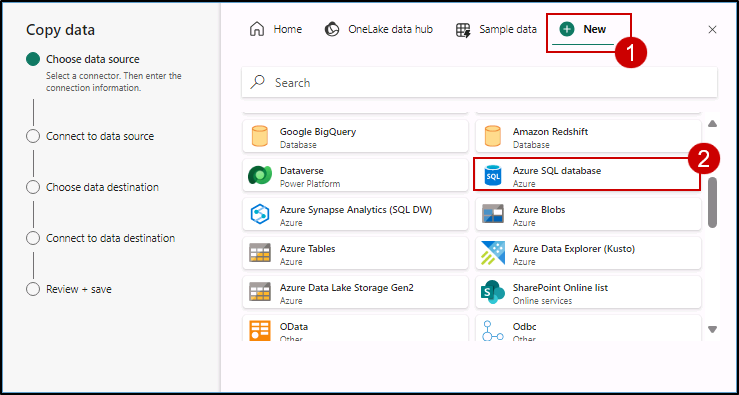 Copy data
Choose data source
Select a connector. Then enter the
connection information.
Connect to data source
Choose data destination
Connect to data destination
Review + save
Home
OneLake data hub
Sample data
New
1
Search
Google BigQuery
Database
Amazon Redshift
Database
Dataverse
Power Platform
2
SQL
Azure SQL database
Azure
Azure Synapse Analytics (SQL DW)
Azure
Azure Blobs
Azure
Azure Tables
Azure
Azure Data Explorer (Kusto)
Azure
Azure Data Lake Storage Gen2
Azure
S
SharePoint Online list
Online services
OData
Other
Odbc
Other